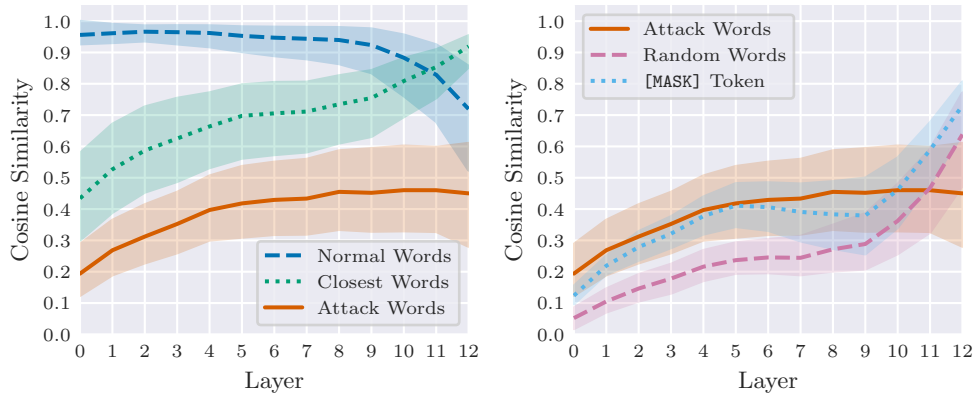 1.0
0.9
0.8
0.7
0.6
0.5
0.4
0.3
0.2
0.1
0.0
Cosine Similarity
0 1 2 3 4 5 6 7 8 9 10 11 12
Layer
Normal Words
Closest Words
Attack Words
1.0
0.9
0.8
0.7
0.6
0.5
0.4
0.3
0.2
0.1
0.0
Cosine Similarity
0 1 2 3 4 5 6 7 8 9 10 11 12
Layer
Attack Words
Random Words
[MASK] Token